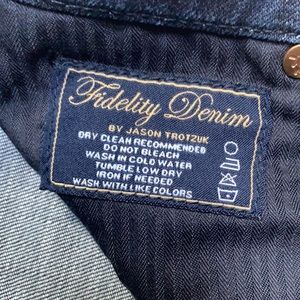 Fidelity Denim
BY JASON TROTZUK
DRY CLEAN RECOMMENDED
DO NOT BLEACH
WASH IN COLD WATER
TUMBLE LOW DRY
IRON IF NEEDED
WASH WITH LIKE COLORS